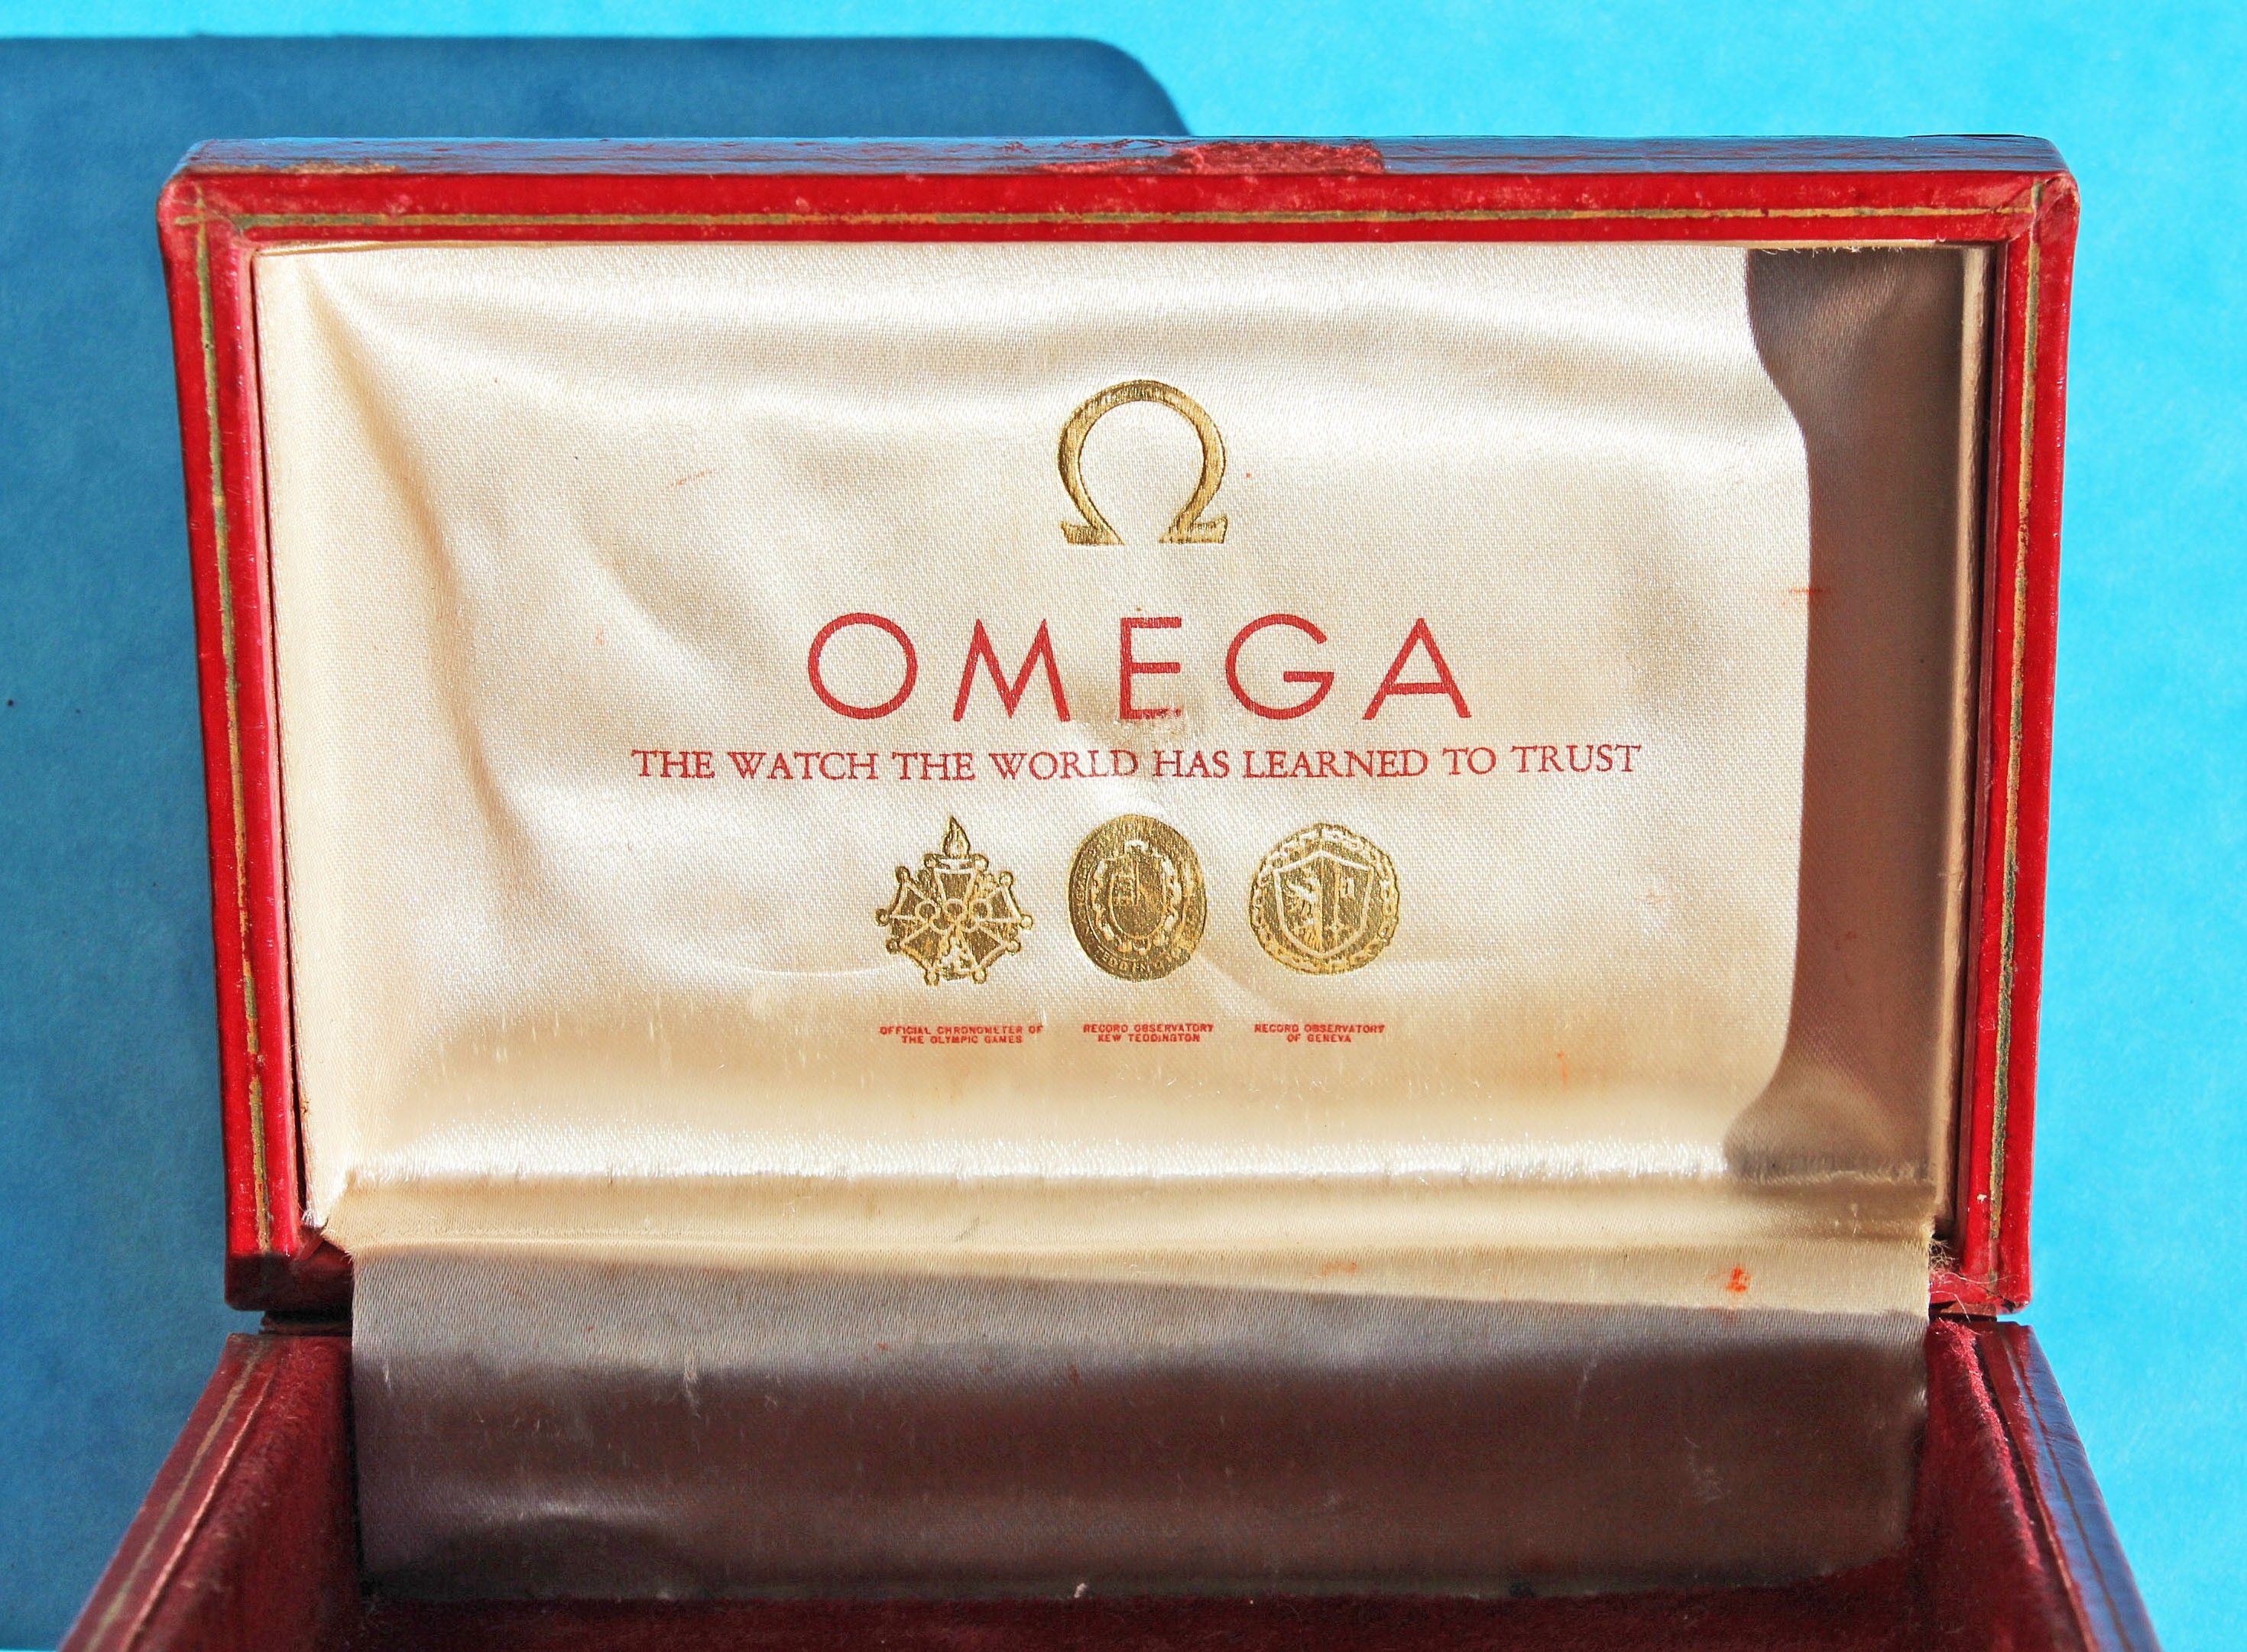 Ω
OMEGA
THE WATCH THE WORLD HAS LEARNED TO TRUST
OFFICIAL CHRONOMETER OF
THE OLYMPIC GAMES
RECORD OBSERVATORY
KEW TEDDINGTON
RECORD OBSERVATORY
OF GENEVA